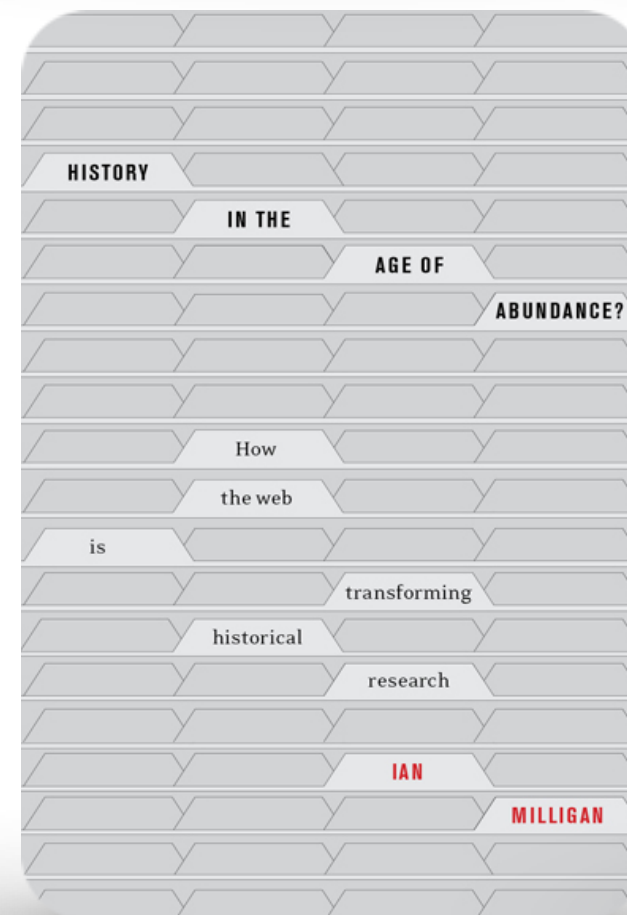 HISTORY
IN THE
AGE OF
ABUNDANCE?
How
the web
is
transforming
historical
research
IAN
MILLIGAN